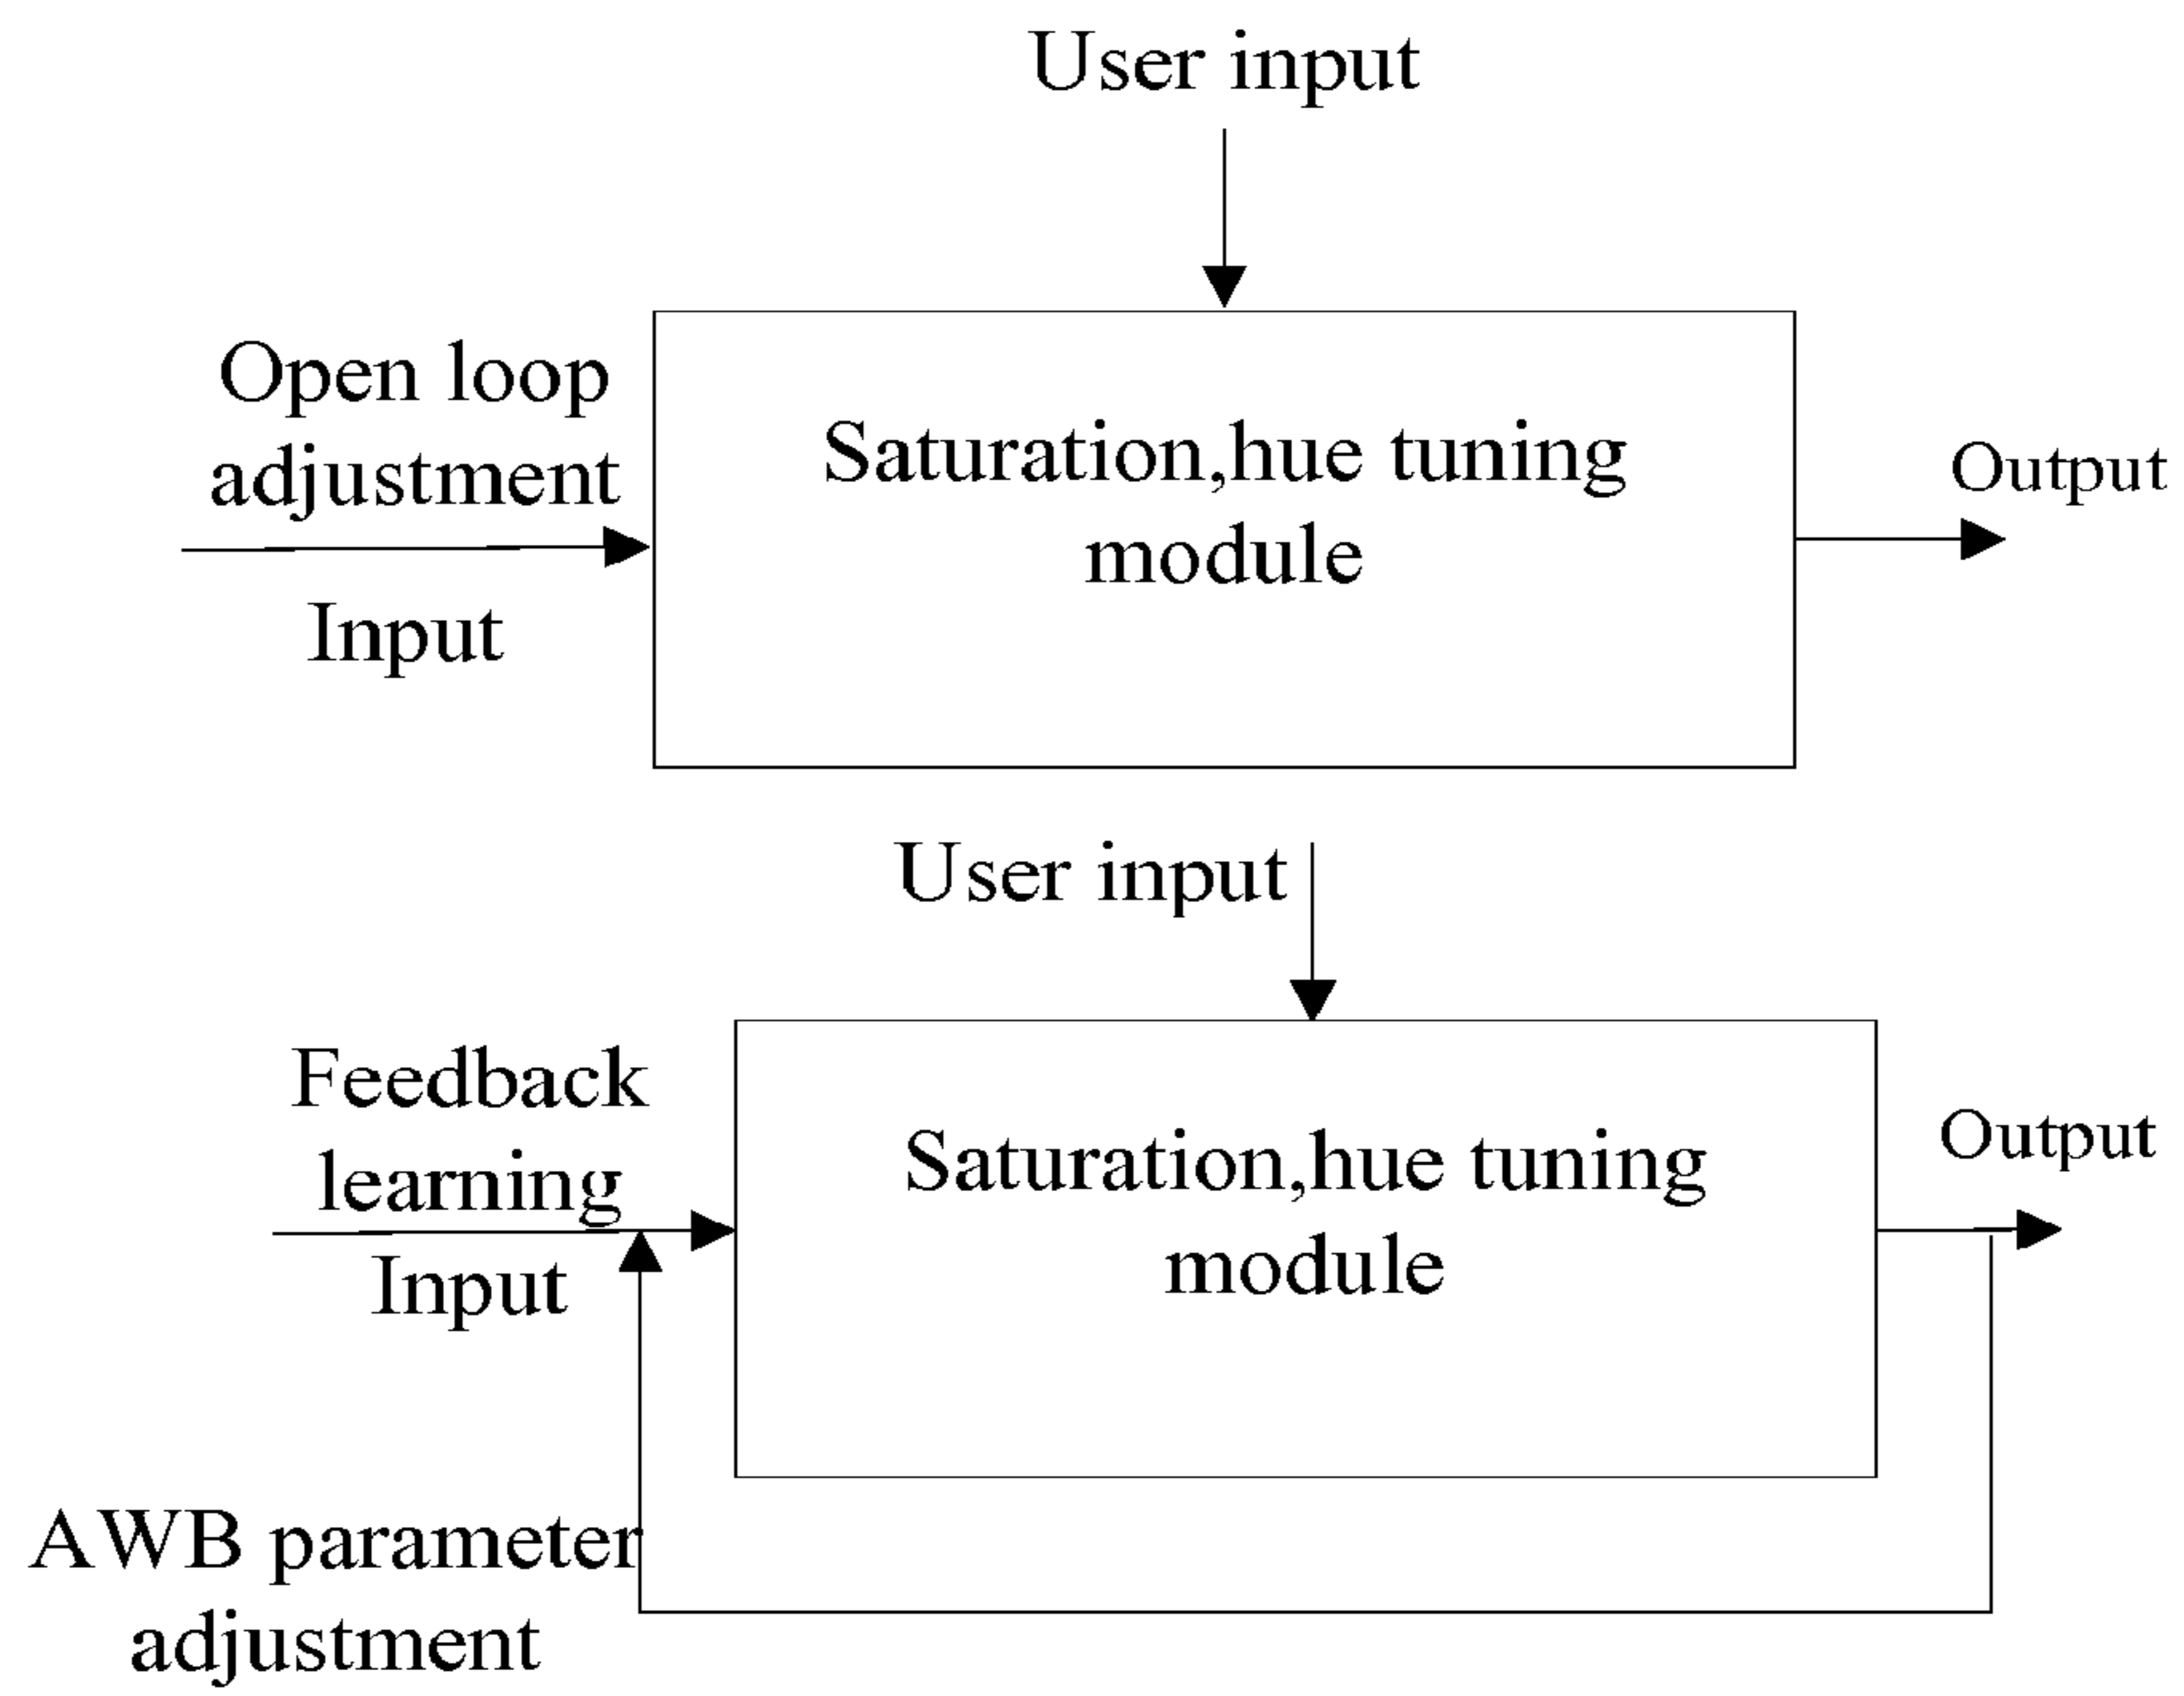 User input
Open loop
adjustment
Input
Saturation,hue tuning
module
Output
User input
Feedback
learning
Input
Saturation,hue tuning
module
Output
AWB parameter
adjustment